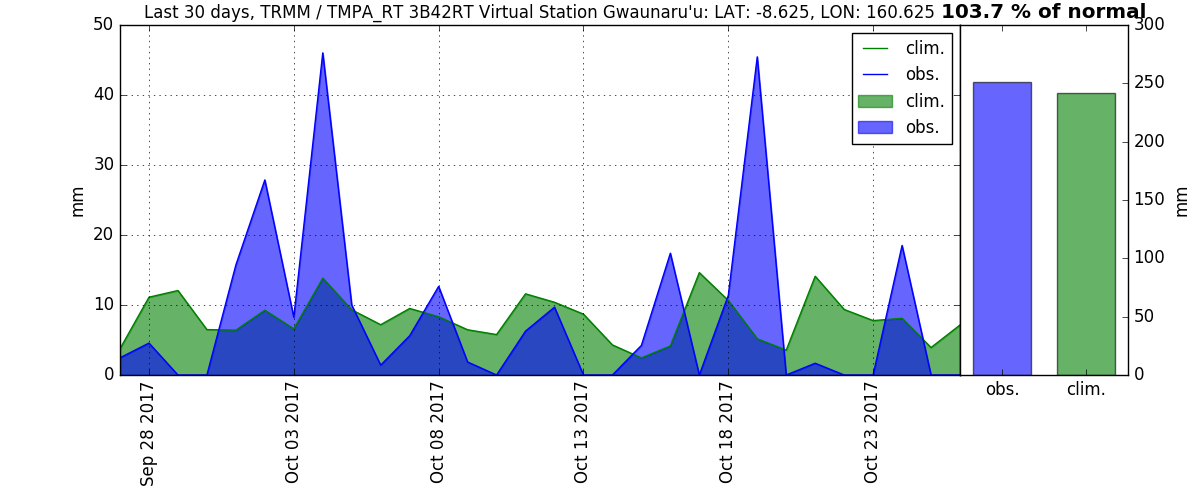 Last 30 days, TRMM / TMPA_RT 3B42RT Virtual Station Gwaunaru'u: LAT: -8.625, LON: 160.625 103.7 % of normal
50
40
30
20
10
0
mm
clim.
obs.
clim.
obs.
Sep 28 2017
Oct 03 2017
Oct 08 2017
Oct 13 2017
Oct 18 2017
Oct 23 2017
300
250
200
150
100
50
0
mm
obs.
clim.